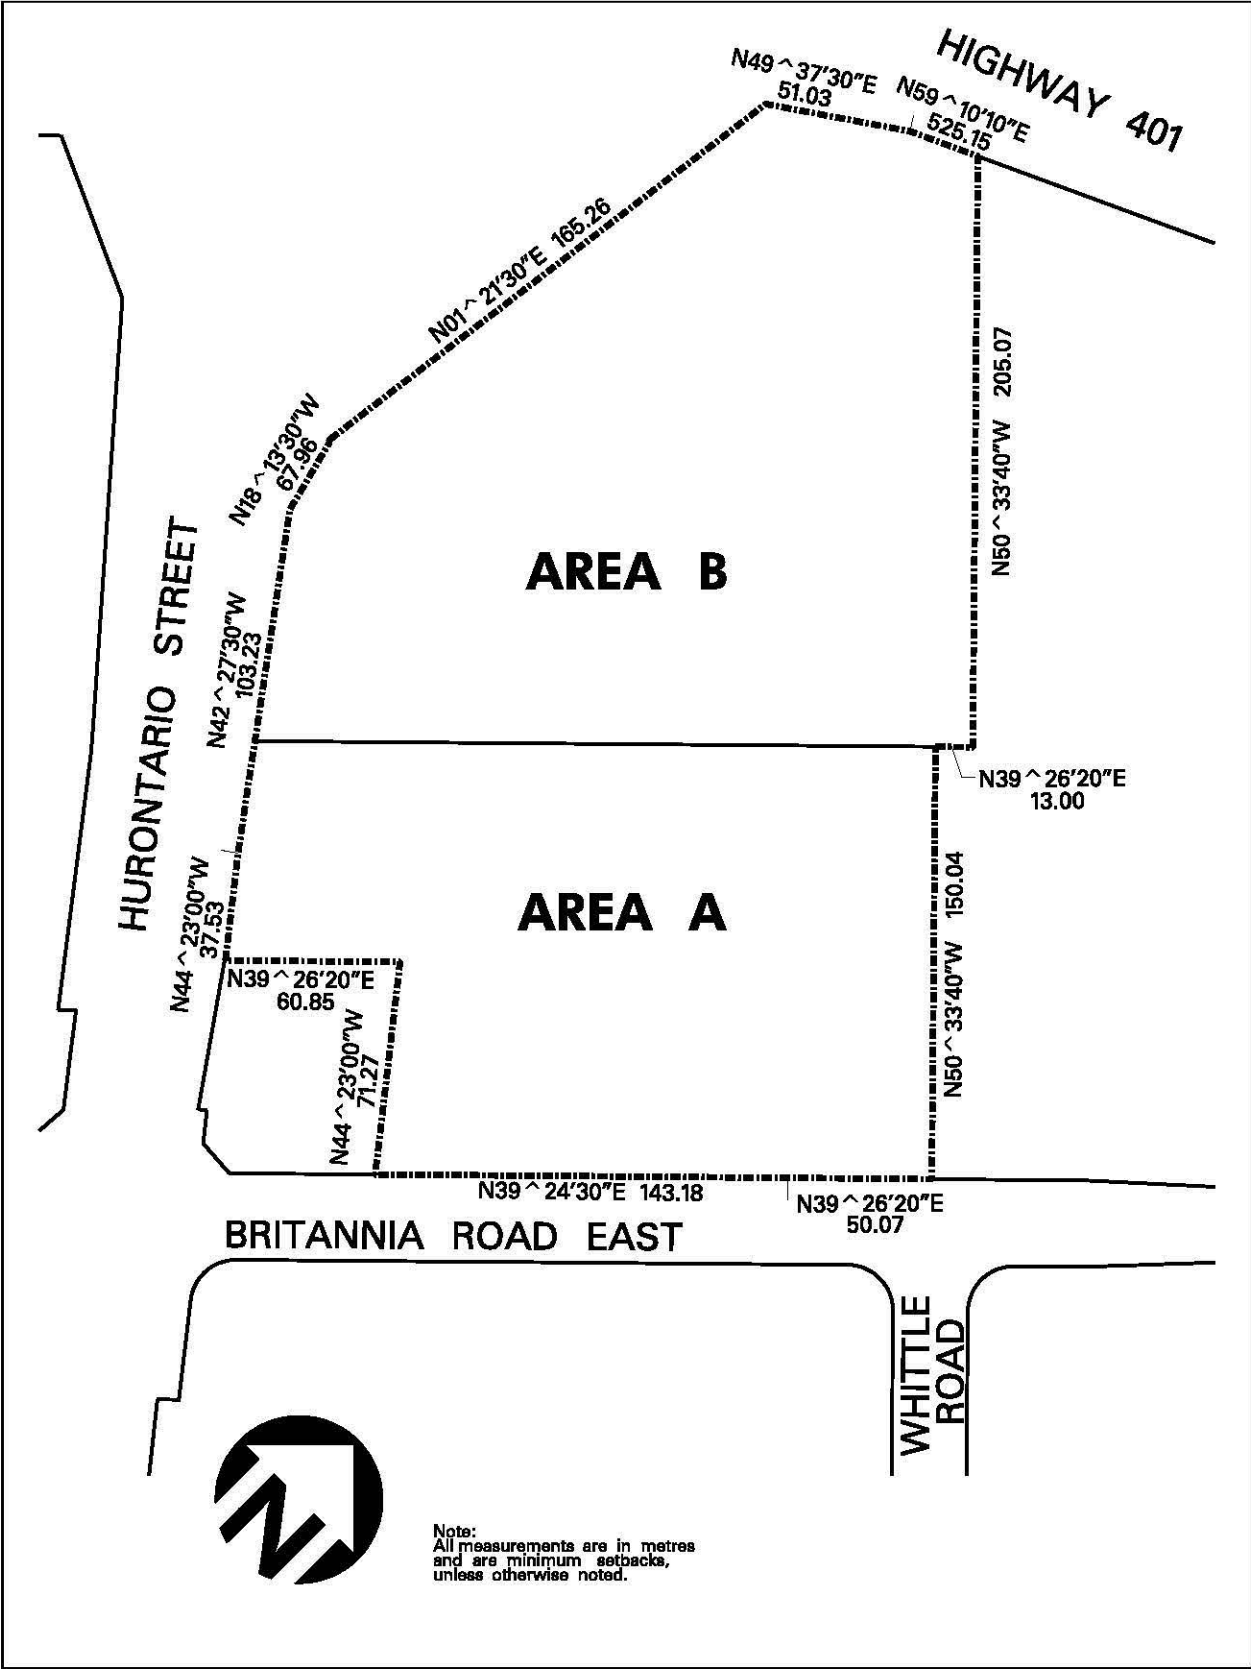 HIGHWAY 401
N49^37'30"E
51.03
N59^10'10"E
525.15
N01^21'30"E 165.26
N18^13'30"W
67.96
N50^33'40"W 205.07
AREA B
HURONTARIO STREET
N42^27'30"W
103.23
N39^26'20"E
13.00
N44^23'00"W
37.53
AREA A
N50^33'40"W 150.04
N39^26'20"E
60.85
N44^23'00"W
71.27
N39^24'30"E 143.18
N39^26'20"E
50.07
BRITANNIA ROAD EAST
WHITTLE
ROAD
N
Note:
All measurements are in metres
and are minimum setbacks,
unless otherwise noted.